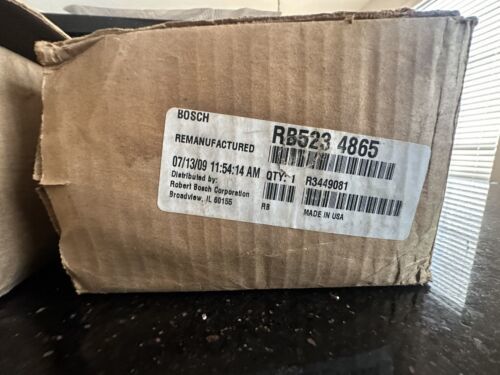 BOSCH
REMANUFACTURED
RB523 4865
07/13/09 11:54:14 AM
QTY: 1
R3449081
Distributed by:
Robert Bosch Corporation
Broadview, IL 60155
RB
MADE IN USA